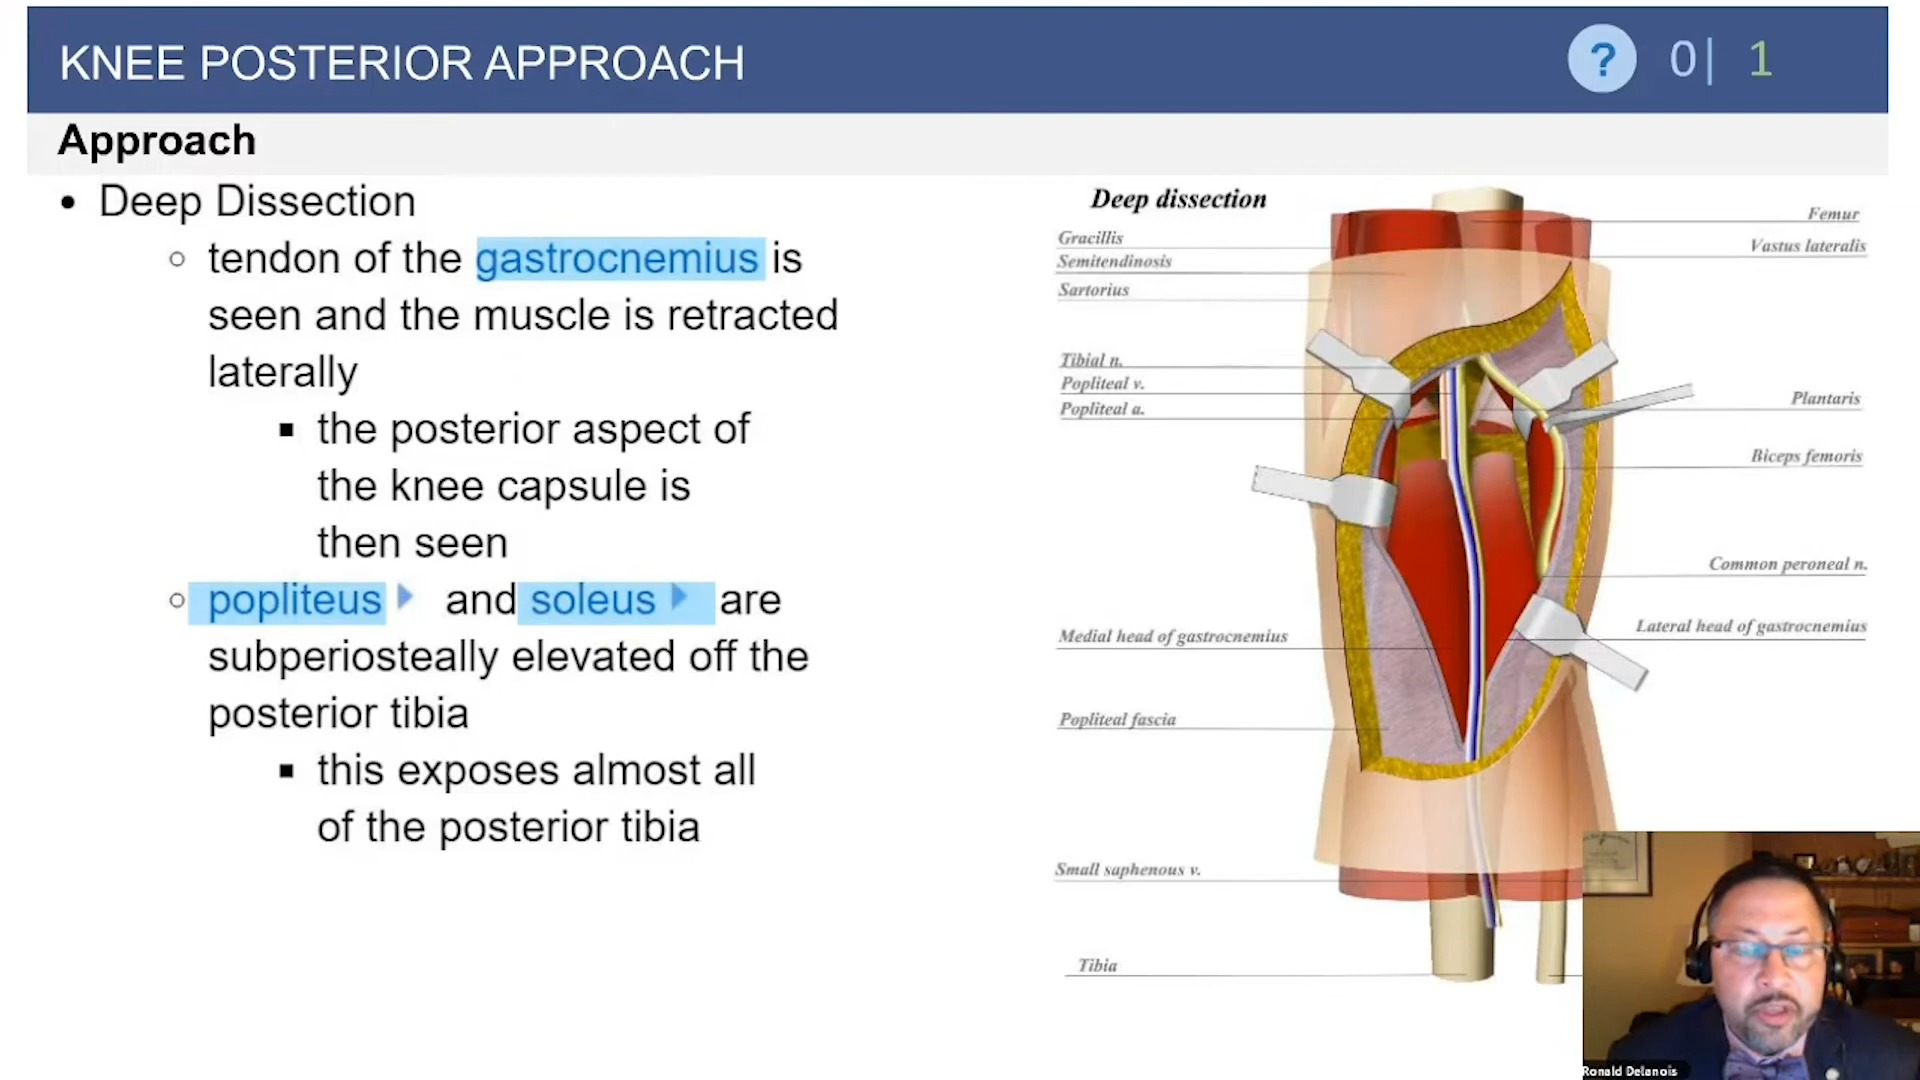 KNEE POSTERIOR APPROACH
? 0| 1
Approach
• Deep Dissection
○ tendon of the gastrocnemius is
seen and the muscle is retracted
laterally
▪ the posterior aspect of
the knee capsule is
then seen
○ popliteus and soleus are
subperiosteally elevated off the
posterior tibia
▪ this exposes almost all
of the posterior tibia
Deep dissection
Gracillis
Semitendinosis
Sartorius
Tibial n.
Popliteal v.
Popliteal a.
Medial head of gastrocnemius
Popliteal fascia
Small saphenous v.
Tibia
Femur
Vastus lateralis
Plantaris
Biceps femoris
Common peroneal n.
Lateral head of gastrocnemius
Ronald Delanois